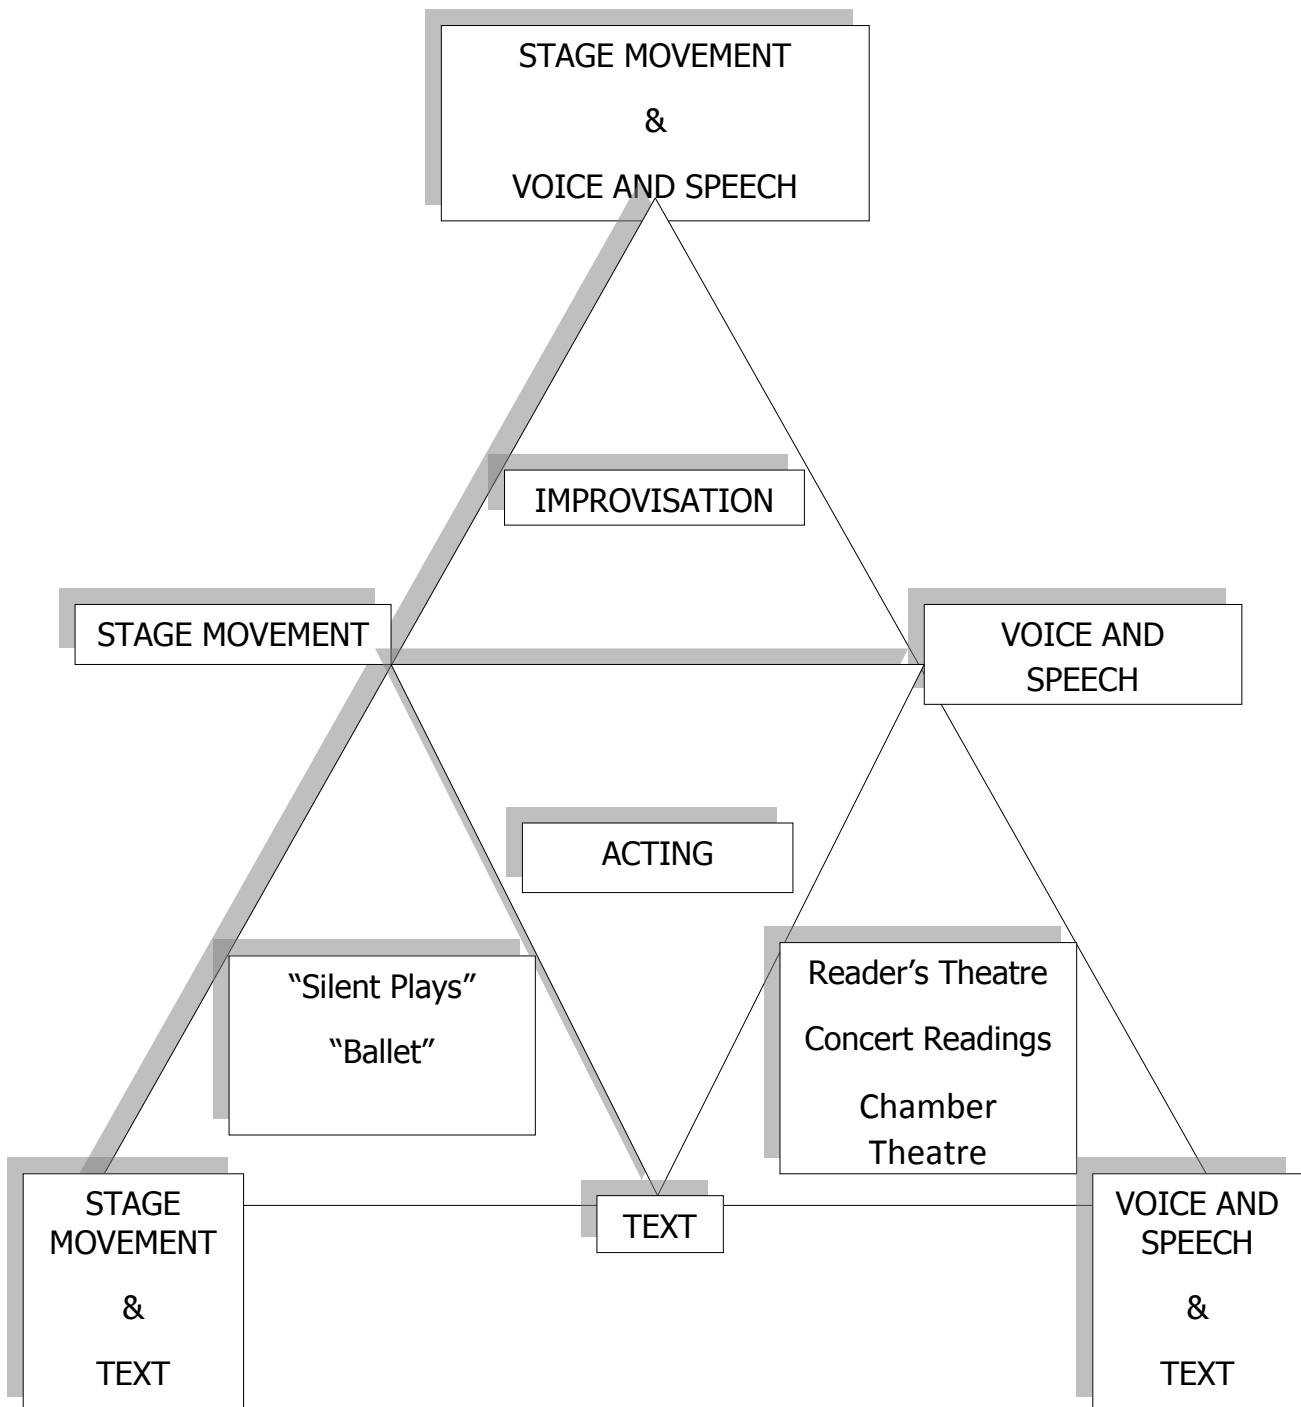 STAGE MOVEMENT
&
VOICE AND SPEECH
IMPROVISATION
STAGE MOVEMENT
VOICE AND
SPEECH
ACTING
“Silent Plays”
“Ballet”
Reader’s Theatre
Concert Readings
Chamber
Theatre
STAGE
MOVEMENT
&
TEXT
TEXT
VOICE AND
SPEECH
&
TEXT